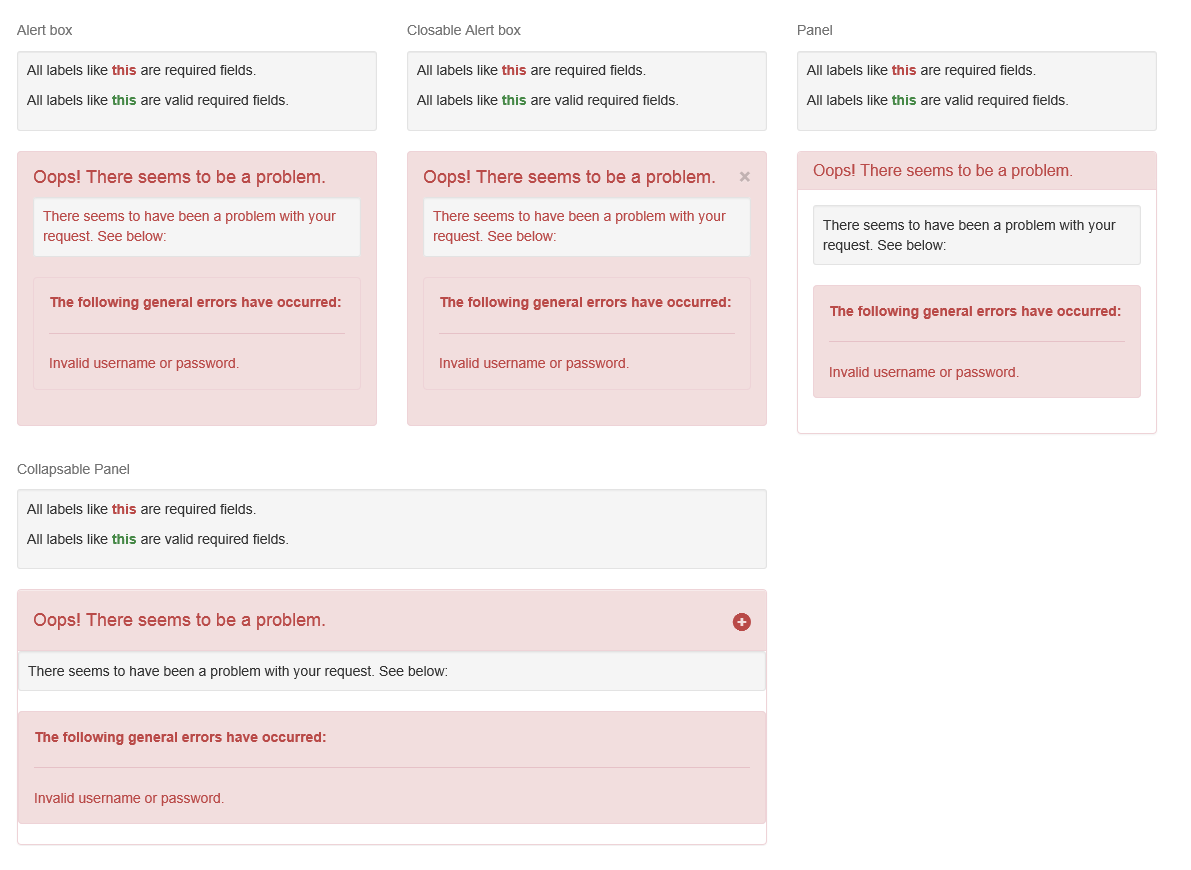 Alert box
All labels like this are required fields.
All labels like this are valid required fields.
Oops! There seems to be a problem.
There seems to have been a problem with your
request. See below:
The following general errors have occurred:
Invalid username or password.
Closable Alert box
All labels like this are required fields.
All labels like this are valid required fields.
Oops! There seems to be a problem. ×
There seems to have been a problem with your
request. See below:
The following general errors have occurred:
Invalid username or password.
Panel
All labels like this are required fields.
All labels like this are valid required fields.
Oops! There seems to be a problem.
There seems to have been a problem with your
request. See below:
The following general errors have occurred:
Invalid username or password.
Collapsable Panel
All labels like this are required fields.
All labels like this are valid required fields.
Oops! There seems to be a problem.
There seems to have been a problem with your request. See below:
The following general errors have occurred:
Invalid username or password.